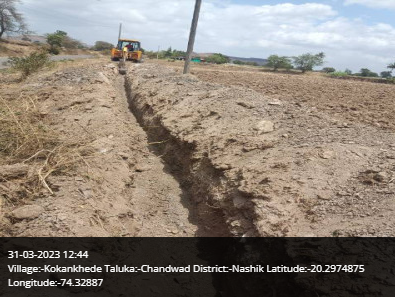 31-03-2023 12:44
Village:-Kokankhede Taluka:-Chandwad District:-Nashik Latitude:-20.2974875
Longitude:-74.32887